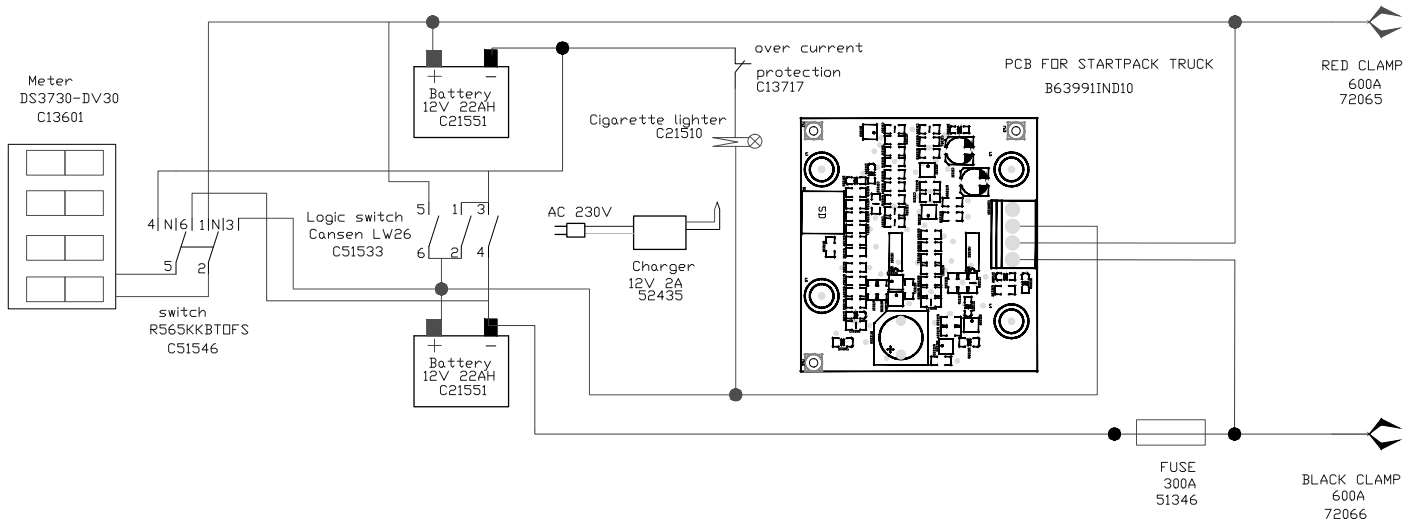 Meter
DS3730-DV30
C13601
+
-
Battery
12V 22AH
C21551
over current
protection
C13717
Cigarette lighter
C21510
PCB FOR STARTPACK TRUCK
B63991IND10
RED CLAMP
600A
72065
4 N 6 1 N 3
5 2
switch
R565KKBTOFS
C51546
Logic switch
Cansen LW26
C51533
5 1 3
6 2 4
AC 230V
Charger
12V 2A
52435
SD
+
+
-
Battery
12V 22AH
C21551
FUSE
300A
51346
BLACK CLAMP
600A
72066